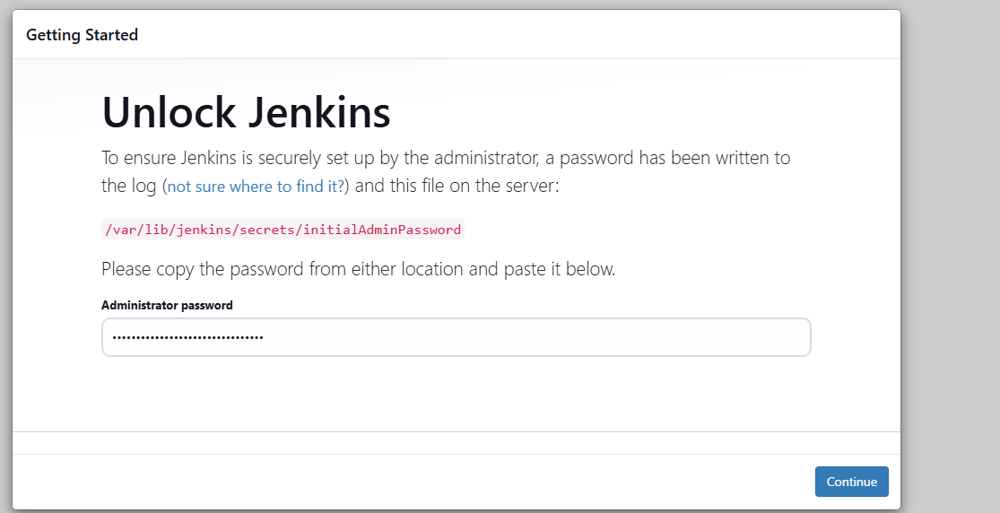 Getting Started
Unlock Jenkins
To ensure Jenkins is securely set up by the administrator, a password has been written to
the log (not sure where to find it?) and this file on the server:
/var/lib/jenkins/secrets/initialAdminPassword
Please copy the password from either location and paste it below.
Administrator password
••••••••••••••••••••••••••••••••
Continue